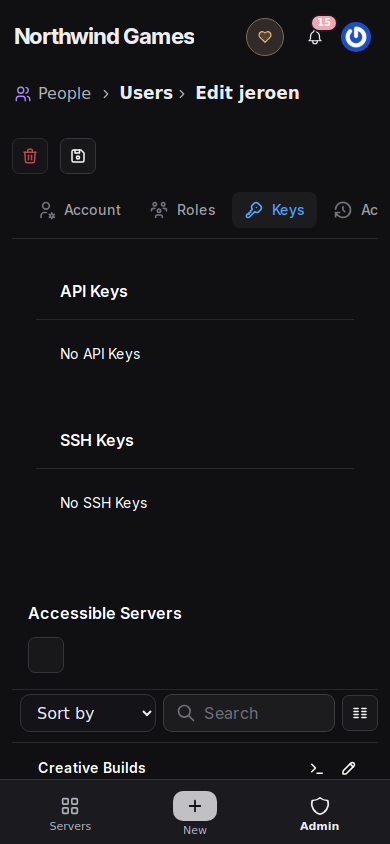 Northwind Games
15
People > Users > Edit jeroen
Account Roles Keys Ac
API Keys
No API Keys
SSH Keys
No SSH Keys
Accessible Servers
Sort by Search
Creative Builds
Servers New Admin